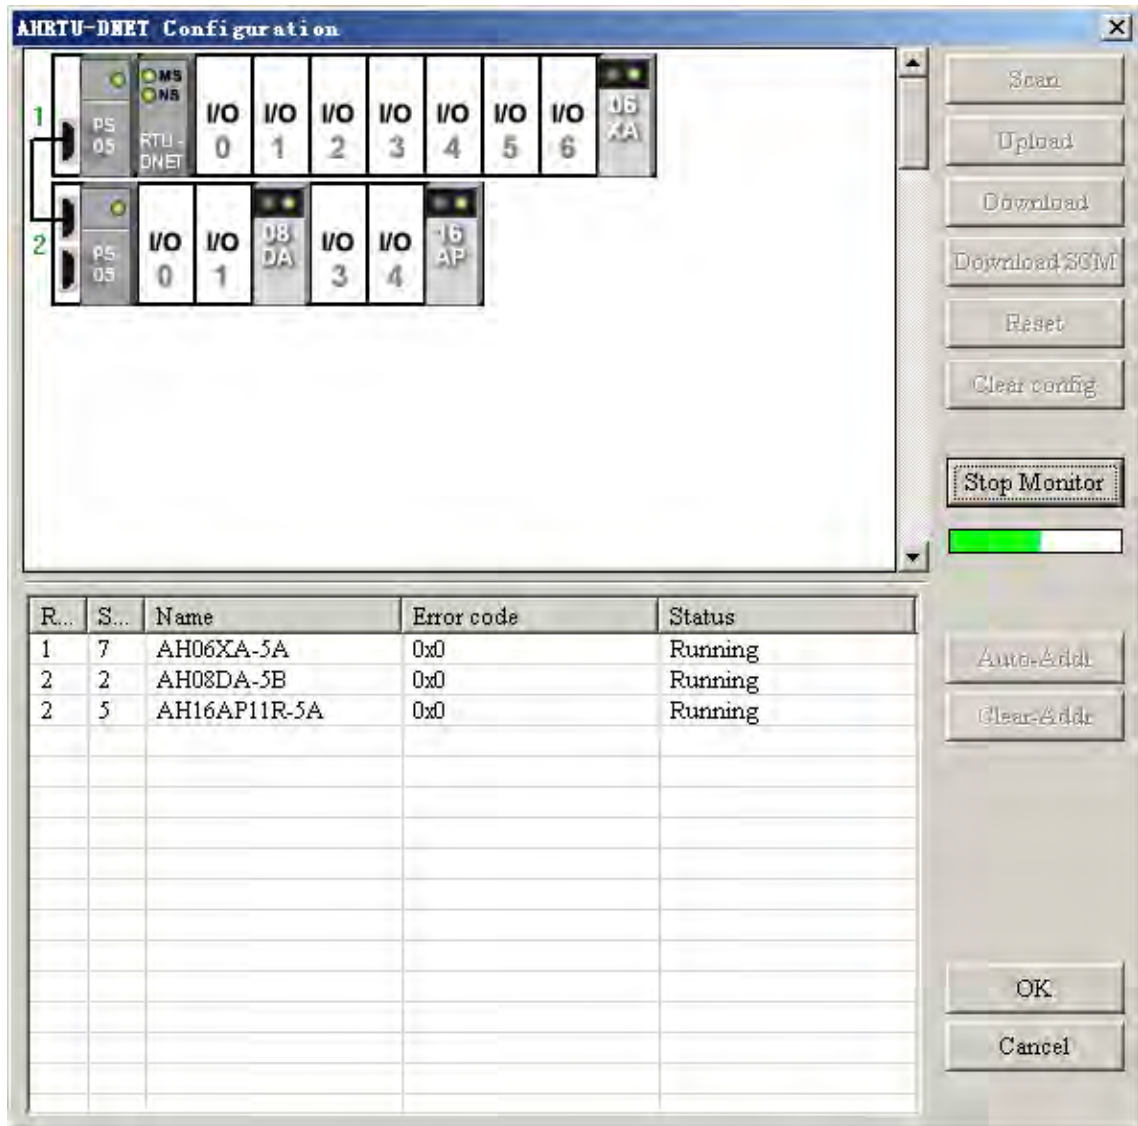 AHRTU-DNET Configuration
1
PS
05
MS
NS
RTU-
DNET
I/O
0
I/O
1
I/O
2
I/O
3
I/O
4
I/O
5
I/O
6
06
XA
2
PS
05
I/O
0
I/O
1
08
DA
I/O
3
I/O
4
16
AP
Scan
Upload
Download
Download SCM
Reset
Clear config
Stop Monitor
R... S... Name Error code Status
1 7 AH06XA-5A 0x0 Running
2 2 AH08DA-5B 0x0 Running
2 5 AH16AP11R-5A 0x0 Running
Auto-Addr
Clear-Addr
OK
Cancel